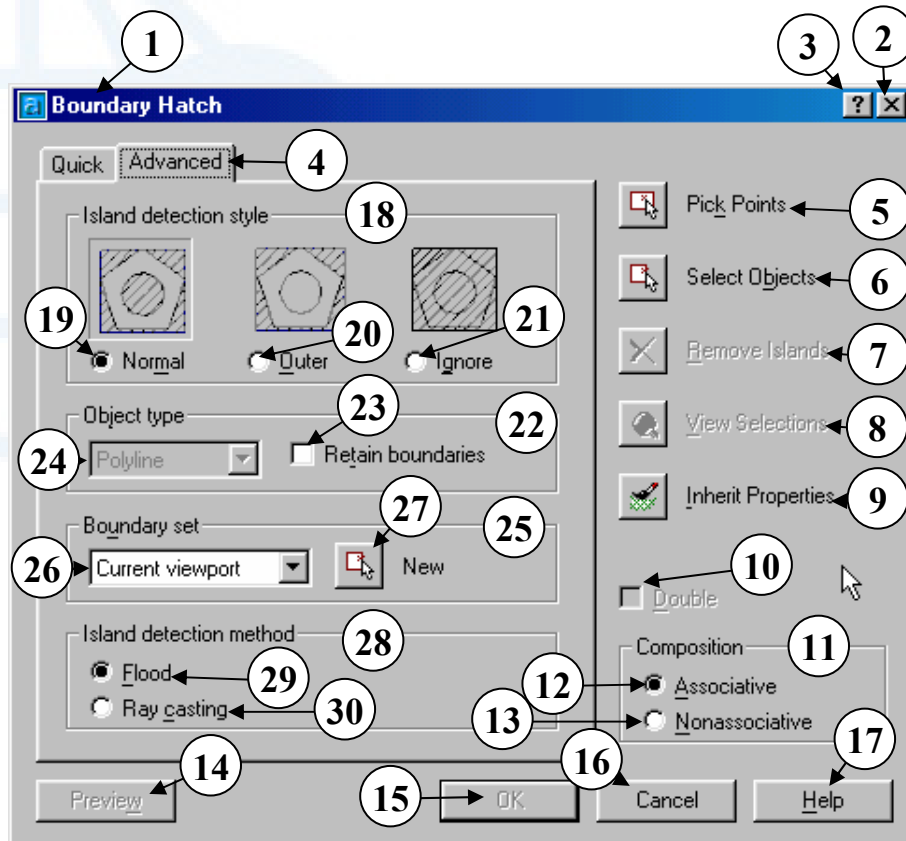 1
3
2
Boundary Hatch
?
Quick
Advanced
4
Island detection style
18
19
20
21
Normal
Outer
Ignore
Object type
23
22
24
Polyline
Retain boundaries
Boundary set
27
25
26
Current viewport
New
Island detection method
28
Flood
29
Ray casting
30
Pick Points
5
Select Objects
6
Remove Islands
7
View Selections
8
Inherit Properties
9
10
Double
Composition
11
12
Associative
13
Nonassociative
14
15
16
17
Preview
OK
Cancel
Help